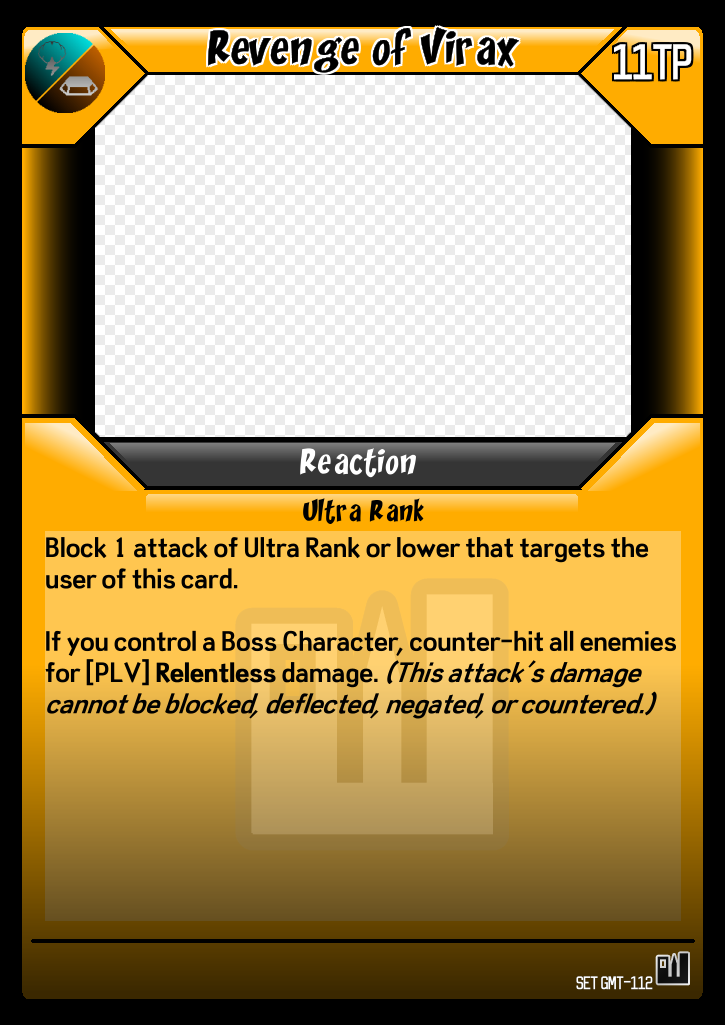 Revenge of Virax
11TP
Reaction
Ultra Rank
Block 1 attack of Ultra Rank or lower that targets the
user of this card.
If you control a Boss Character, counter-hit all enemies
for [PLV] Relentless damage. (This attack's damage
cannot be blocked, deflected, negated, or countered.)
SET GMT-112